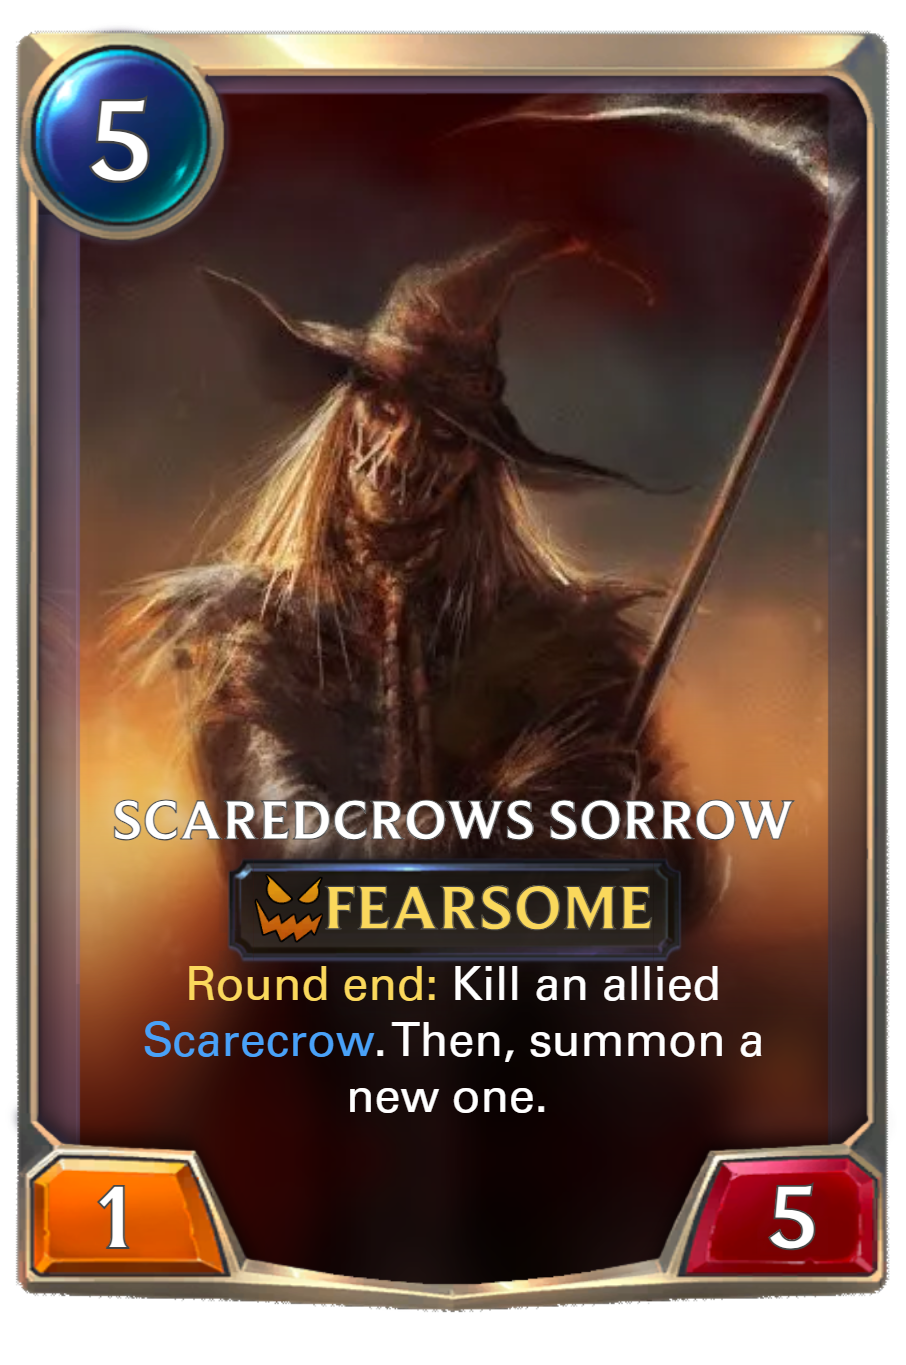 5
SCAREDCROWS SORROW
FEARSOME
Round end: Kill an allied
Scarecrow. Then, summon a
new one.
1
5